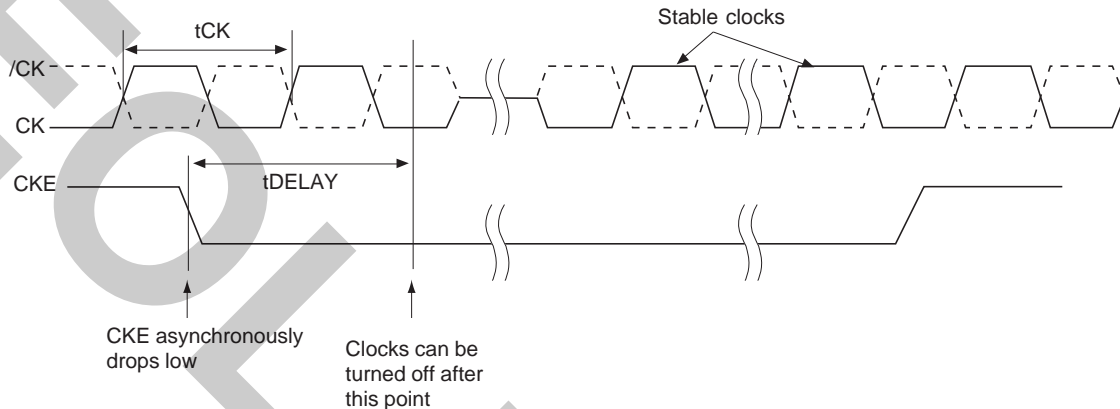 Stable clocks
tCK
/CK
CK
tDELAY
CKE
CKE asynchronously
drops low
Clocks can be
turned off after
this point